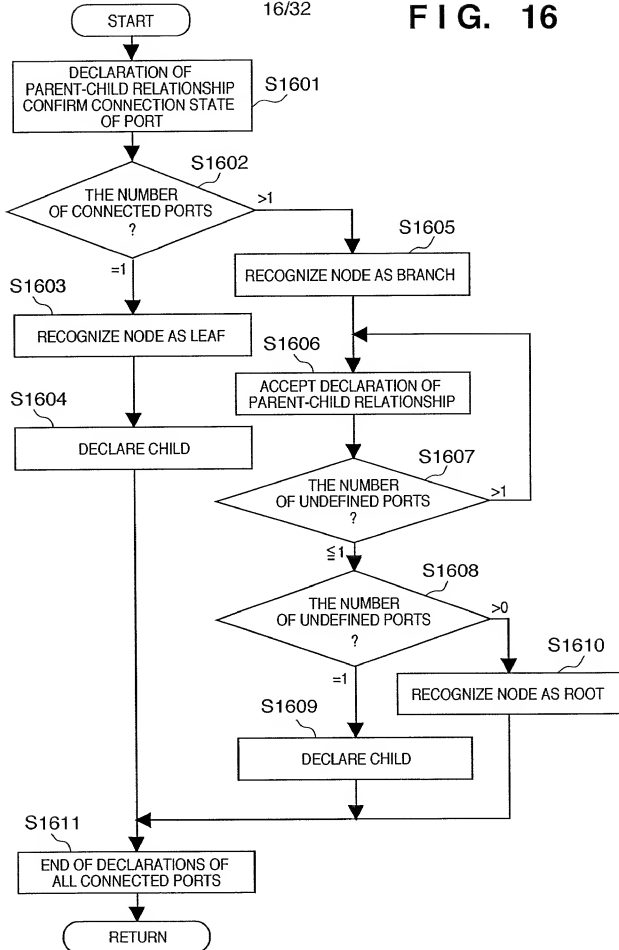 16/32
FIG. 16
START
DECLARATION OF
PARENT-CHILD RELATIONSHIP
CONFIRM CONNECTION STATE
OF PORT
S1601
S1602
THE NUMBER
OF CONNECTED PORTS
?
>1
=1
S1605
RECOGNIZE NODE AS BRANCH
S1603
RECOGNIZE NODE AS LEAF
S1606
ACCEPT DECLARATION OF
PARENT-CHILD RELATIONSHIP
S1604
DECLARE CHILD
S1607
THE NUMBER
OF UNDEFINED PORTS
?
>1
≦1
S1608
THE NUMBER
OF UNDEFINED PORTS
?
>0
=1
S1610
RECOGNIZE NODE AS ROOT
S1609
DECLARE CHILD
S1611
END OF DECLARATIONS OF
ALL CONNECTED PORTS
RETURN